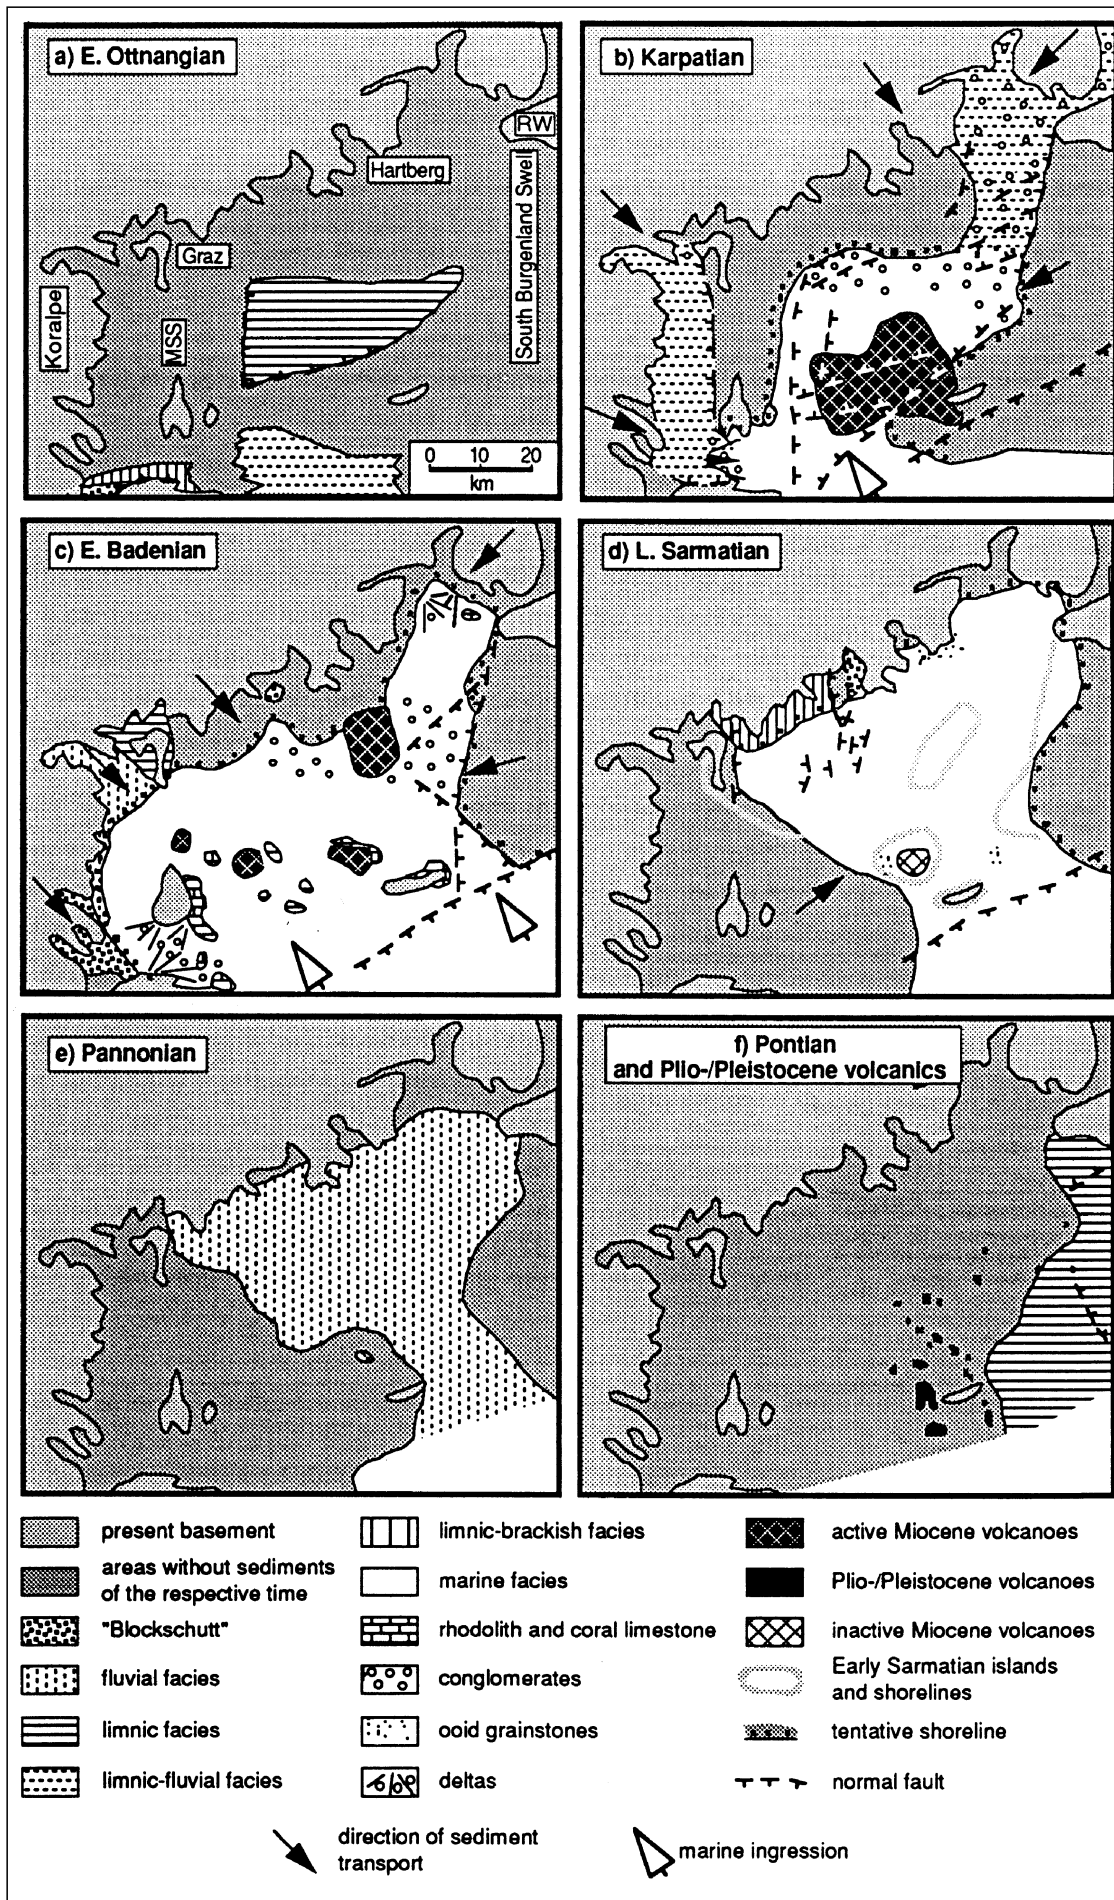 a) E. Ottnangian
RW
Hartberg
South Burgenland Swell
Graz
Koralpe
MSS
0 10 20
km
b) Karpatian
c) E. Badenian
d) L. Sarmatian
e) Pannonian
f) Pontian
and Plio-/Pleistocene volcanics
present basement
areas without sediments
of the respective time
"Blockschutt"
fluvial facies
limnic facies
limnic-fluvial facies
limnic-brackish facies
marine facies
rhodolith and coral limestone
conglomerates
ooid grainstones
deltas
active Miocene volcanoes
Plio-/Pleistocene volcanoes
inactive Miocene volcanoes
Early Sarmatian islands
and shorelines
tentative shoreline
normal fault
direction of sediment
transport
marine ingression